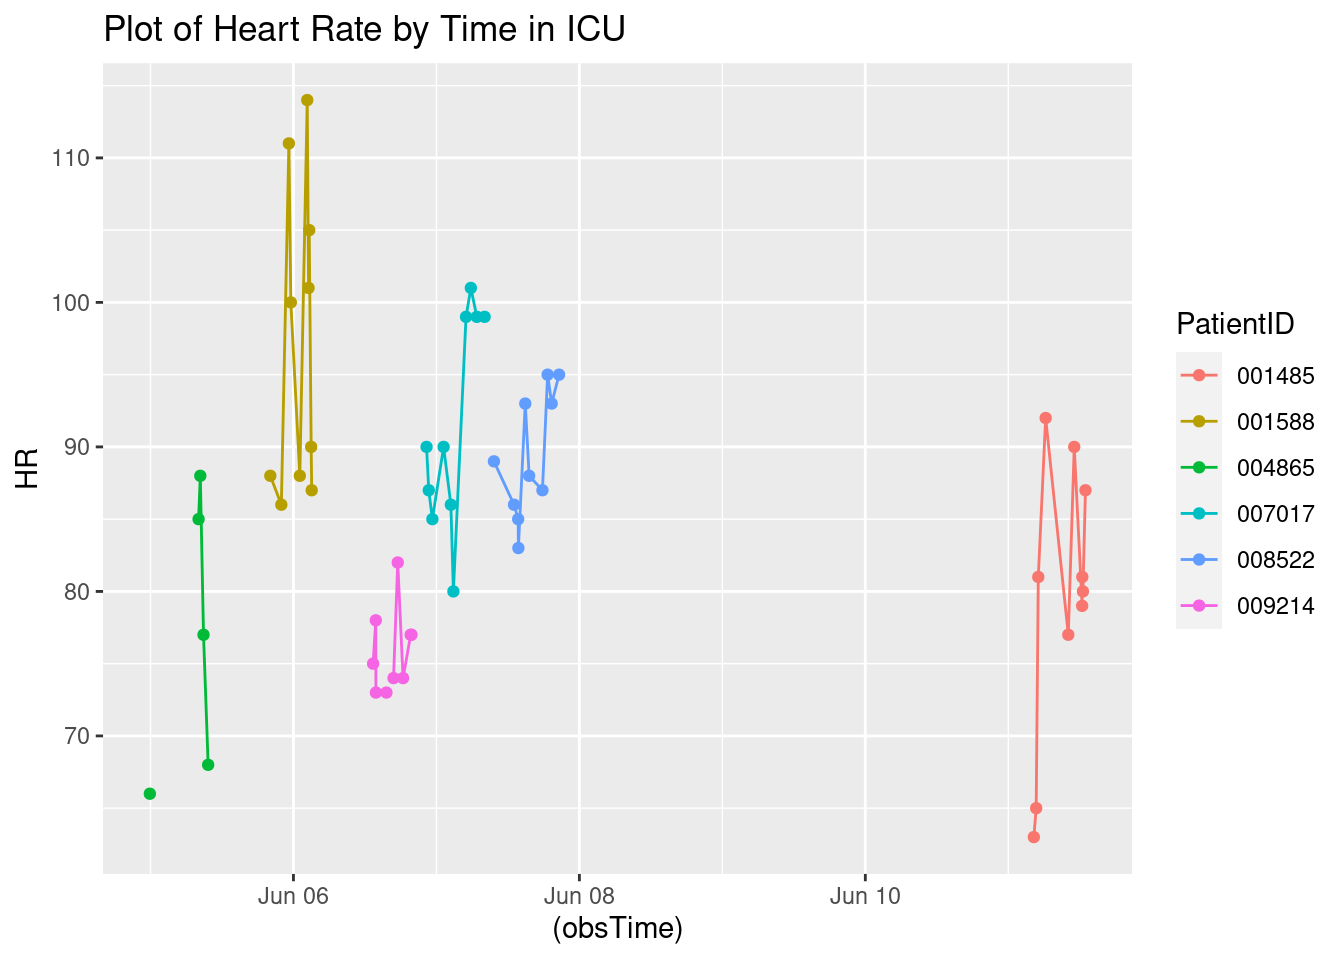 Plot of Heart Rate by Time in ICU
110
100
90
80
70
HR
Jun 06
Jun 08
Jun 10
(obsTime)
PatientID
001485
001588
004865
007017
008522
009214